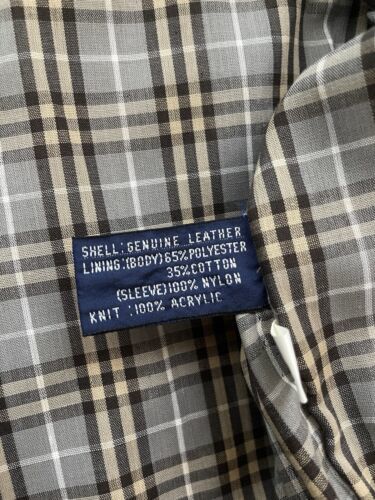 SHELL:GENUINE LEATHER
LINING:(BODY)65%POLYESTER
35%COTTON
(SLEEVE)100% NYLON
KNIT :100% ACRYLIC